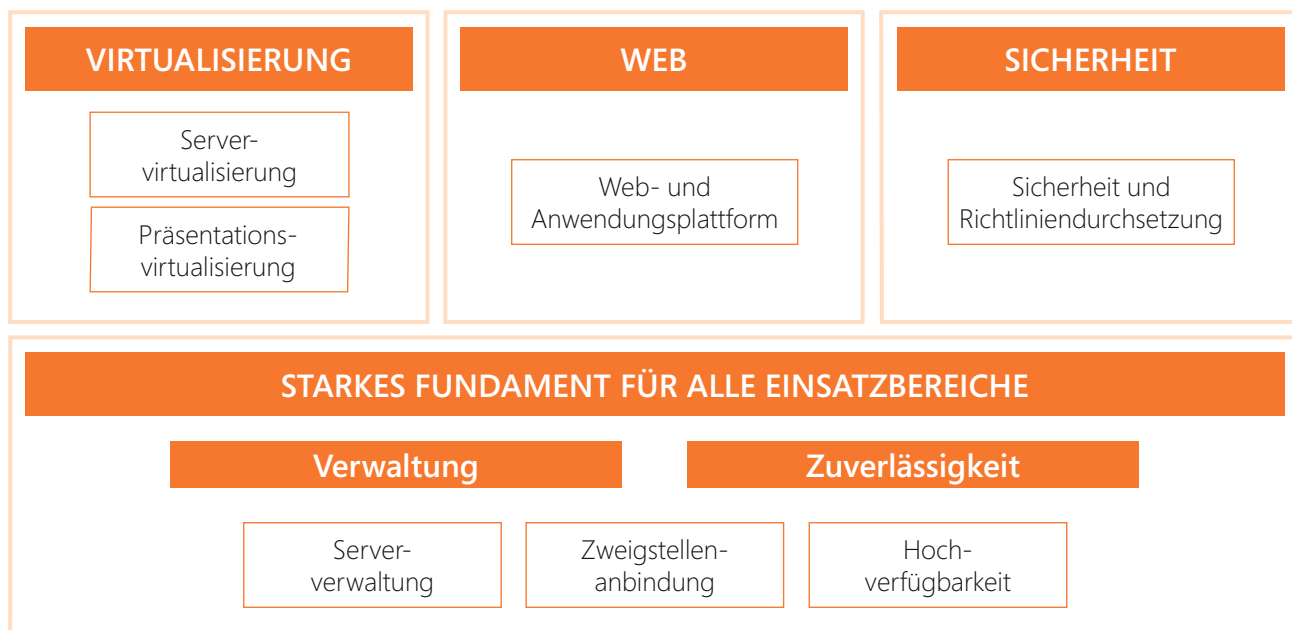 VIRTUALISIERUNG
Server-
virtualisierung
Präsentations-
virtualisierung
WEB
Web- und
Anwendungsplattform
SICHERHEIT
Sicherheit und
Richtliniendurchsetzung
STARKES FUNDAMENT FÜR ALLE EINSATZBEREICHE
Verwaltung
Zuverlässigkeit
Server-
verwaltung
Zweigstellen-
anbindung
Hoch-
verfügbarkeit